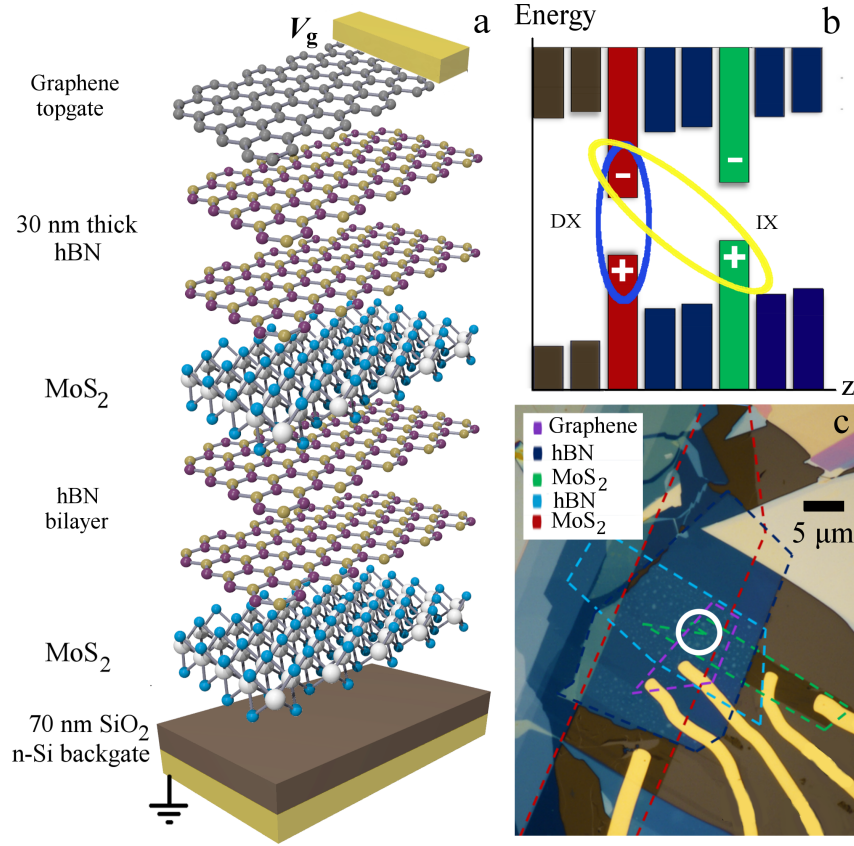 a
V_g
Graphene
topgate
30 nm thick
hBN
MoS₂
hBN
bilayer
MoS₂
70 nm SiO₂
n-Si backgate
b
Energy
−
−
DX
IX
+
+
z
c
Graphene
hBN
MoS₂
hBN
MoS₂
5 μm